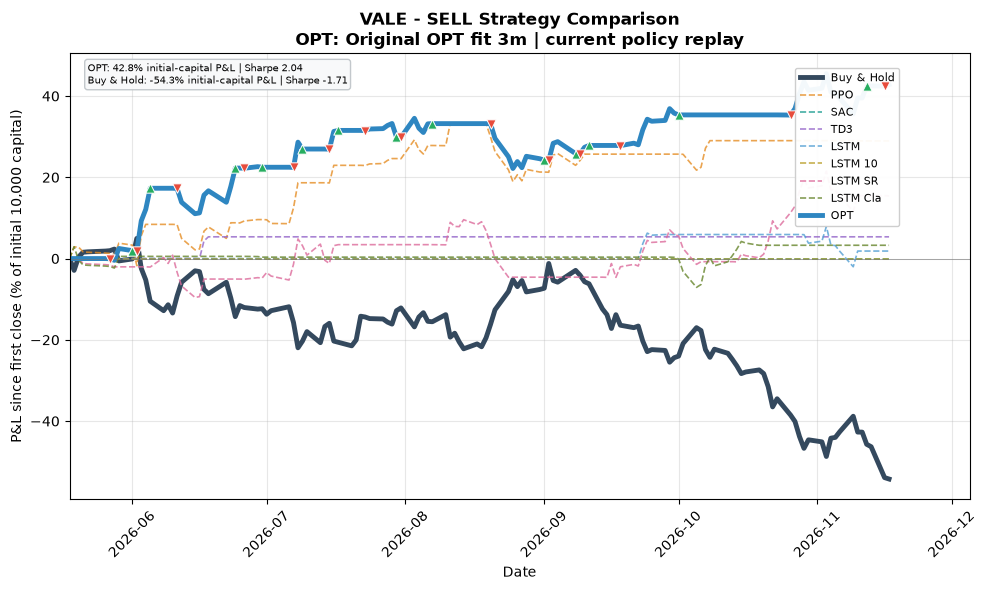 VALE - SELL Strategy Comparison
OPT: Original OPT fit 3m | current policy replay
OPT: 42.8% initial-capital P&L | Sharpe 2.04
Buy & Hold: -54.3% initial-capital P&L | Sharpe -1.71
Buy & Hold
PPO
SAC
TD3
LSTM
LSTM 10
LSTM SR
LSTM Cla
OPT
P&L since first close (% of initial 10,000 capital)
40
20
0
−20
−40
2026-06
2026-07
2026-08
2026-09
2026-10
2026-11
2026-12
Date